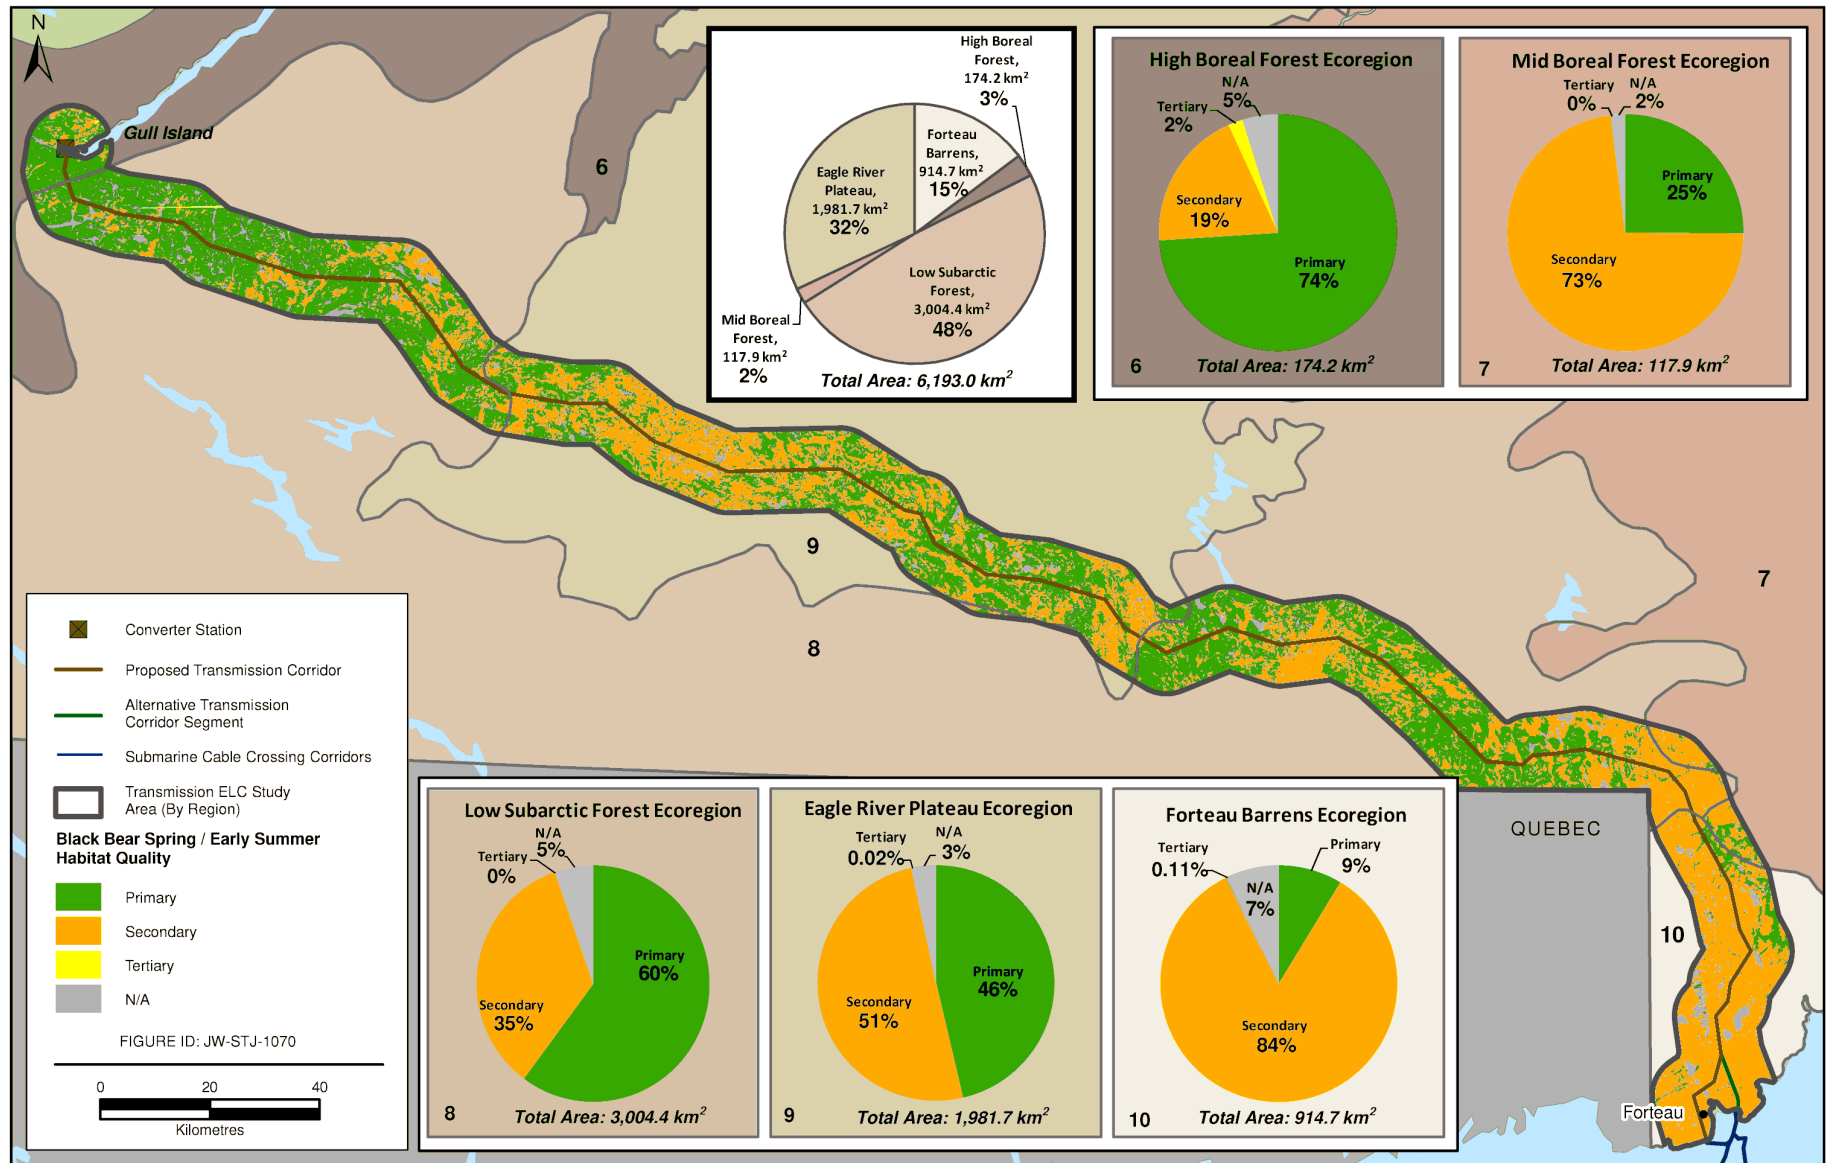 N
Gull Island
6
High Boreal
Forest,
174.2 km²
3%
Forteau
Barrens,
914.7 km²
15%
Eagle River
Plateau,
1,981.7 km²
32%
Low Subarctic
Forest,
3,004.4 km²
48%
Mid Boreal
Forest,
117.9 km²
2%
Total Area: 6,193.0 km²
High Boreal Forest Ecoregion
N/A
5%
Tertiary
2%
Secondary
19%
Primary
74%
6
Total Area: 174.2 km²
Mid Boreal Forest Ecoregion
Tertiary
0%
N/A
2%
Primary
25%
Secondary
73%
7
Total Area: 117.9 km²
9
8
7
Converter Station
Proposed Transmission Corridor
Alternative Transmission
Corridor Segment
Submarine Cable Crossing Corridors
Transmission ELC Study
Area (By Region)
Black Bear Spring / Early Summer
Habitat Quality
Primary
Secondary
Tertiary
N/A
FIGURE ID: JW-STJ-1070
0 20 40
Kilometres
Low Subarctic Forest Ecoregion
N/A
5%
Tertiary
0%
Primary
60%
Secondary
35%
8
Total Area: 3,004.4 km²
Eagle River Plateau Ecoregion
Tertiary
0.02%
N/A
3%
Primary
46%
Secondary
51%
9
Total Area: 1,981.7 km²
Forteau Barrens Ecoregion
Tertiary
0.11%
Primary
9%
N/A
7%
Secondary
84%
10
Total Area: 914.7 km²
QUEBEC
10
Forteau